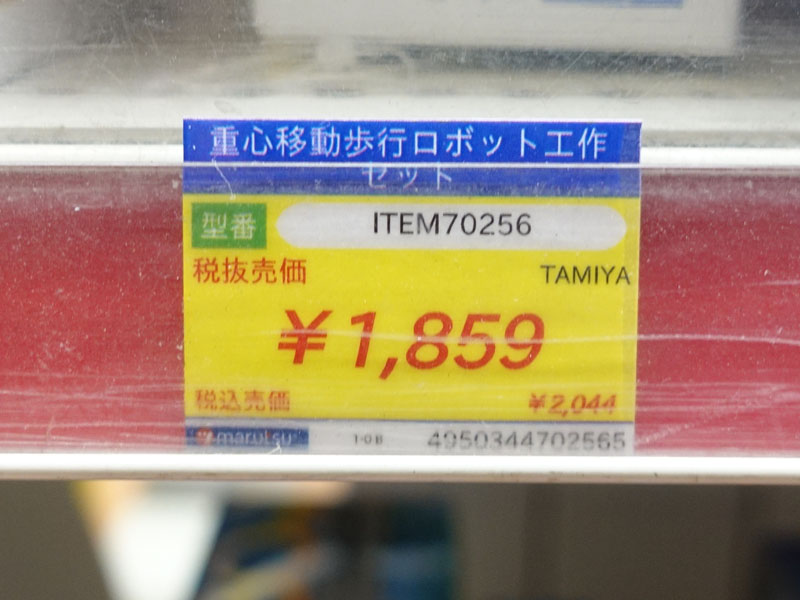 重心移動歩行ロボット工作
セット
型番 ITEM70256
税抜売価 TAMIYA
¥1,859
税込売価 ¥2,044
marutsu 1-0B 4950344702565